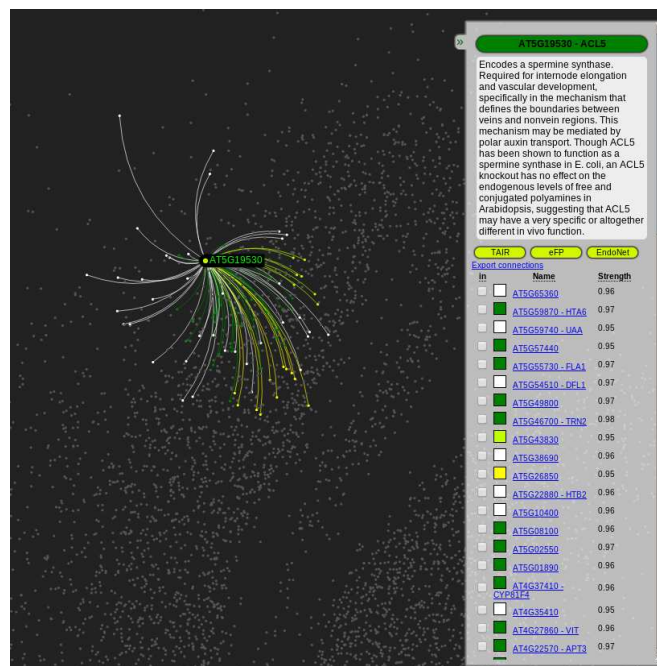 »
AT5G19530 - ACL5
Encodes a spermine synthase.
Required for internode elongation
and vascular development,
specifically in the mechanism that
defines the boundaries between
veins and nonvein regions. This
mechanism may be mediated by
polar auxin transport. Though ACL5
has been shown to function as a
spermine synthase in E. coli, an ACL5
knockout has no effect on the
endogenous levels of free and
conjugated polyamines in
Arabidopsis, suggesting that ACL5
may have a very specific or altogether
different in vivo function.
AT5G19530
TAIR eFP EndoNet
Export connections
in Name Strength
AT5G65360 0.96
AT5G59870 - HTA6 0.97
AT5G59740 - UAA 0.95
AT5G57440 0.95
AT5G55730 - FLA1 0.97
AT5G54510 - DFL1 0.97
AT5G49800 0.97
AT5G46700 - TRN2 0.98
AT5G43830 0.95
AT5G38690 0.96
AT5G26850 0.95
AT5G22880 - HTB2 0.96
AT5G10400 0.96
AT5G08100 0.96
AT5G02550 0.97
AT5G01890 0.96
AT4G37410 -
CYP81F4 0.96
AT4G35410 0.95
AT4G27860 - VIT 0.96
AT4G22570 - APT3 0.97